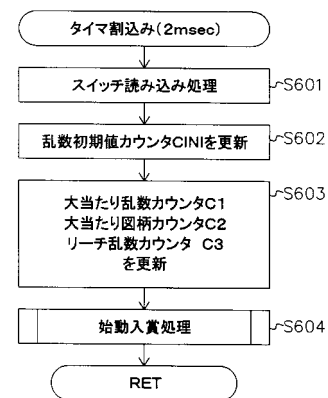 タイマ割込み(2msec)
スイッチ読み込み処理
S601
乱数初期値カウンタCINIを更新
S602
大当たり乱数カウンタC1
大当たり図柄カウンタC2
リーチ乱数カウンタ C3
を更新
S603
始動入賞処理
S604
RET